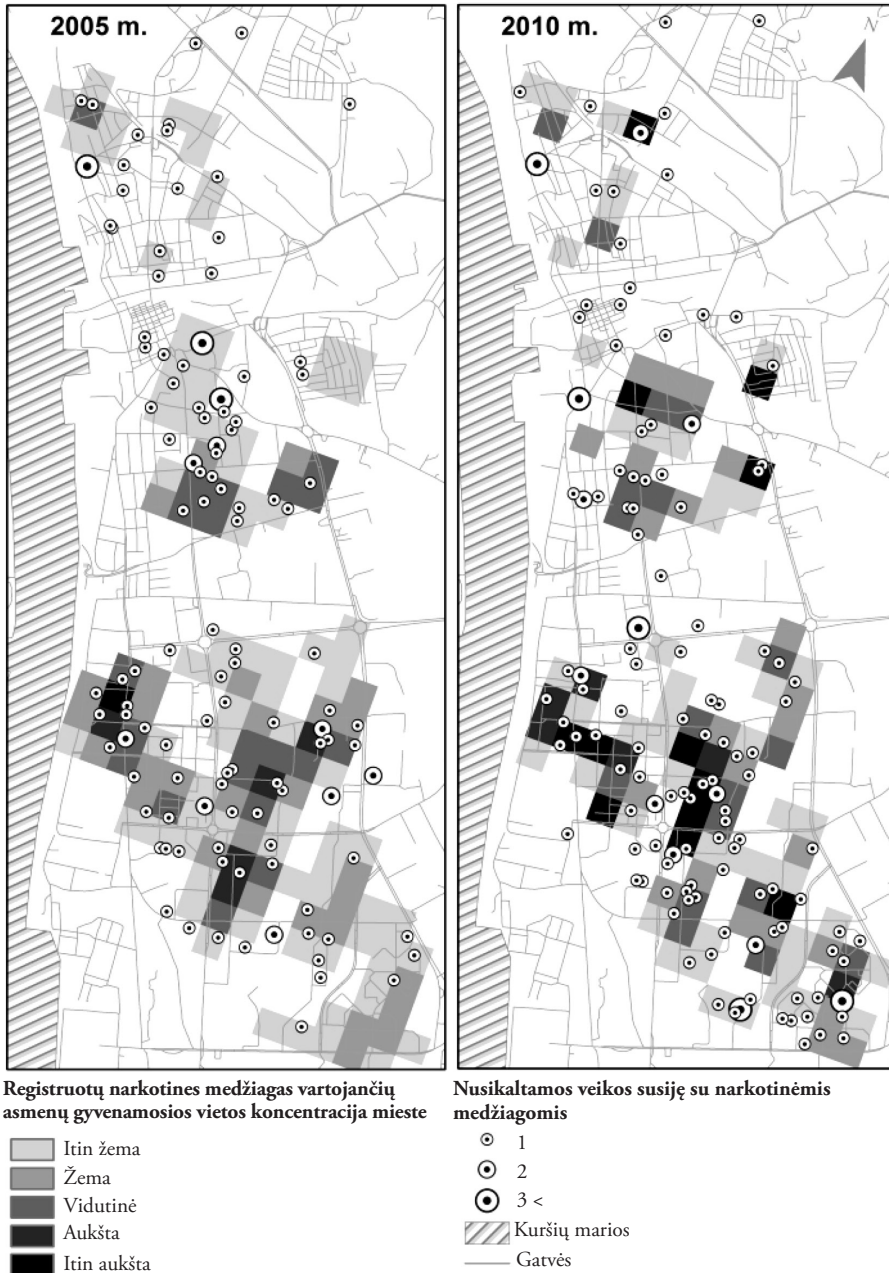 2005 m.
2010 m.
N
Registruotų narkotines medžiagas vartojančių
asmenų gyvenamosios vietos koncentracija mieste
Itin žema
Žema
Vidutinė
Aukšta
Itin aukšta
Nusikaltamos veikos susiję su narkotinėmis
medžiagomis
1
2
3 <
Kuršių marios
Gatvės